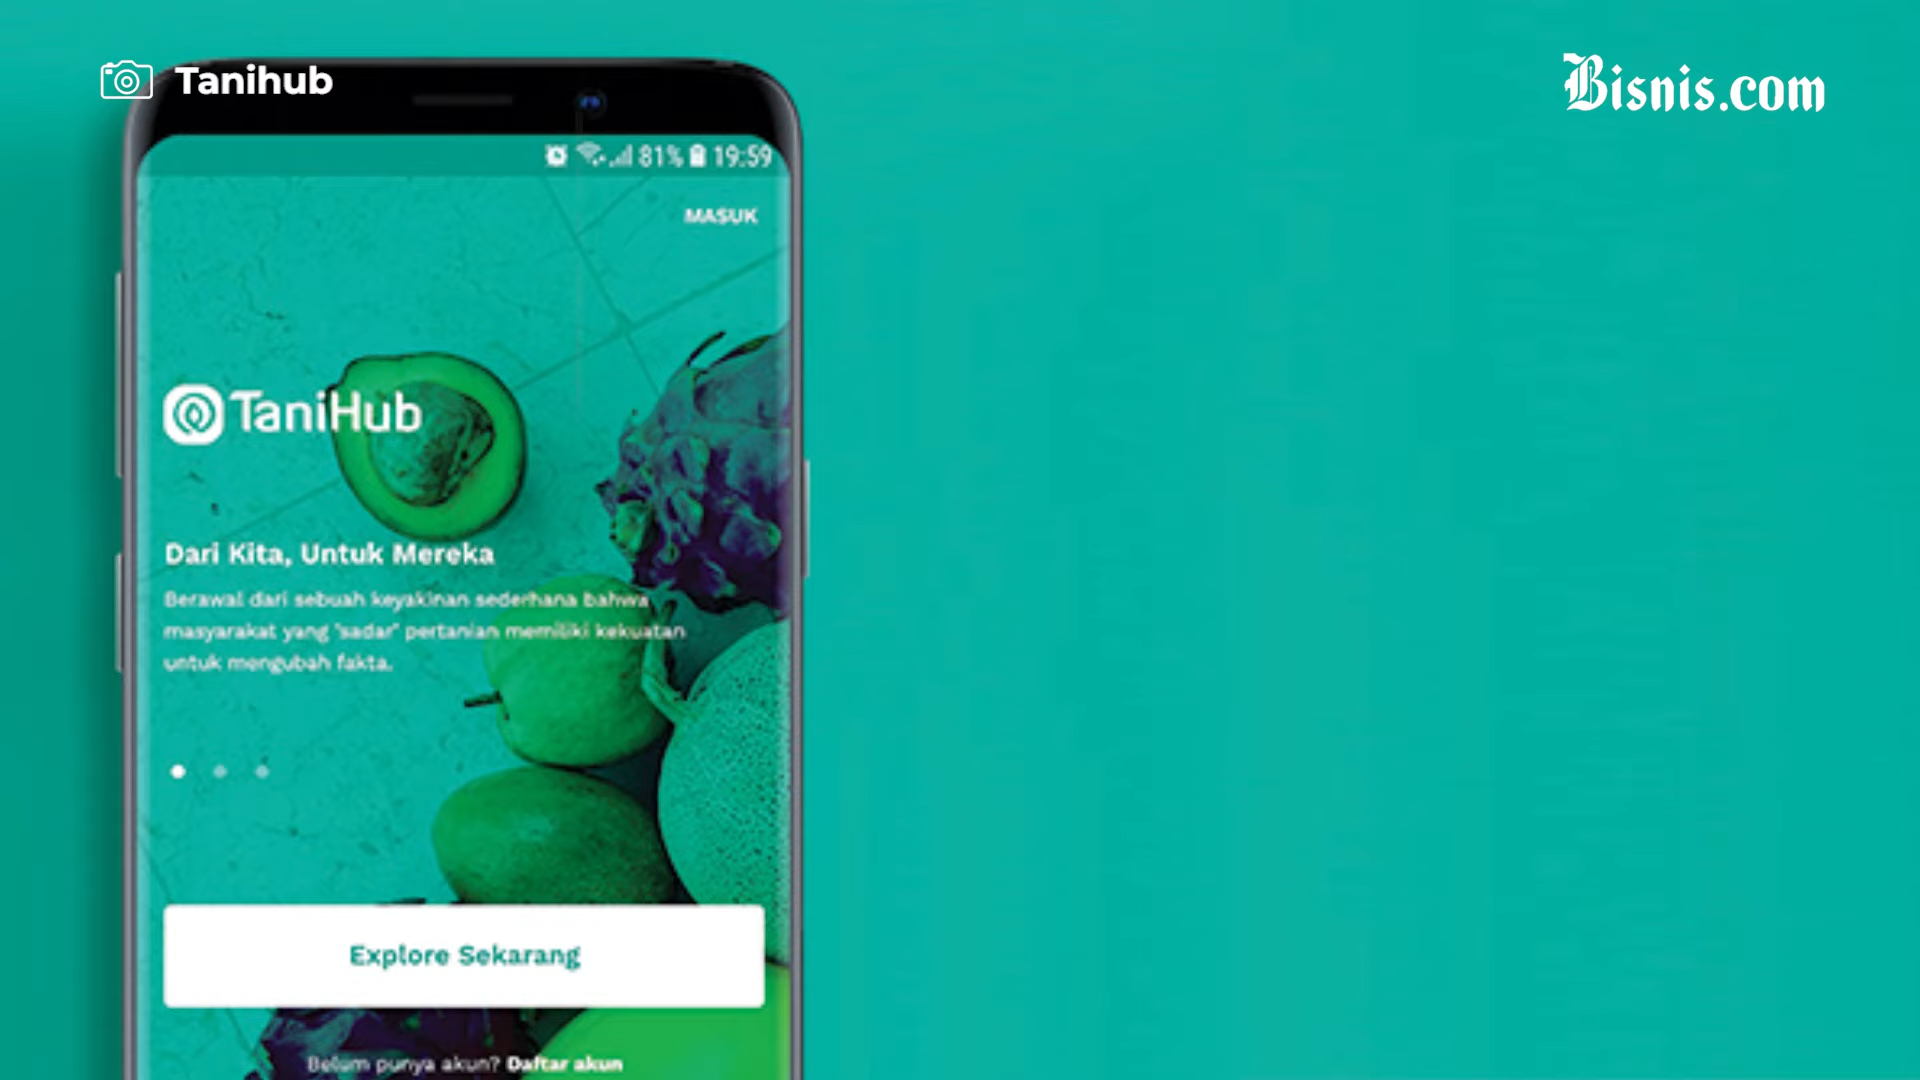 Tanihub
Bisnis.com
81% 19:59
MASUK
TaniHub
Dari Kita, Untuk Mereka
Berawal dari sebuah keyakinan sederhana bahwa
masyarakat yang "sadar" pertanian memiliki kekuatan
untuk mengubah fakta.
Explore Sekarang
Belum punya akun? Daftar akun